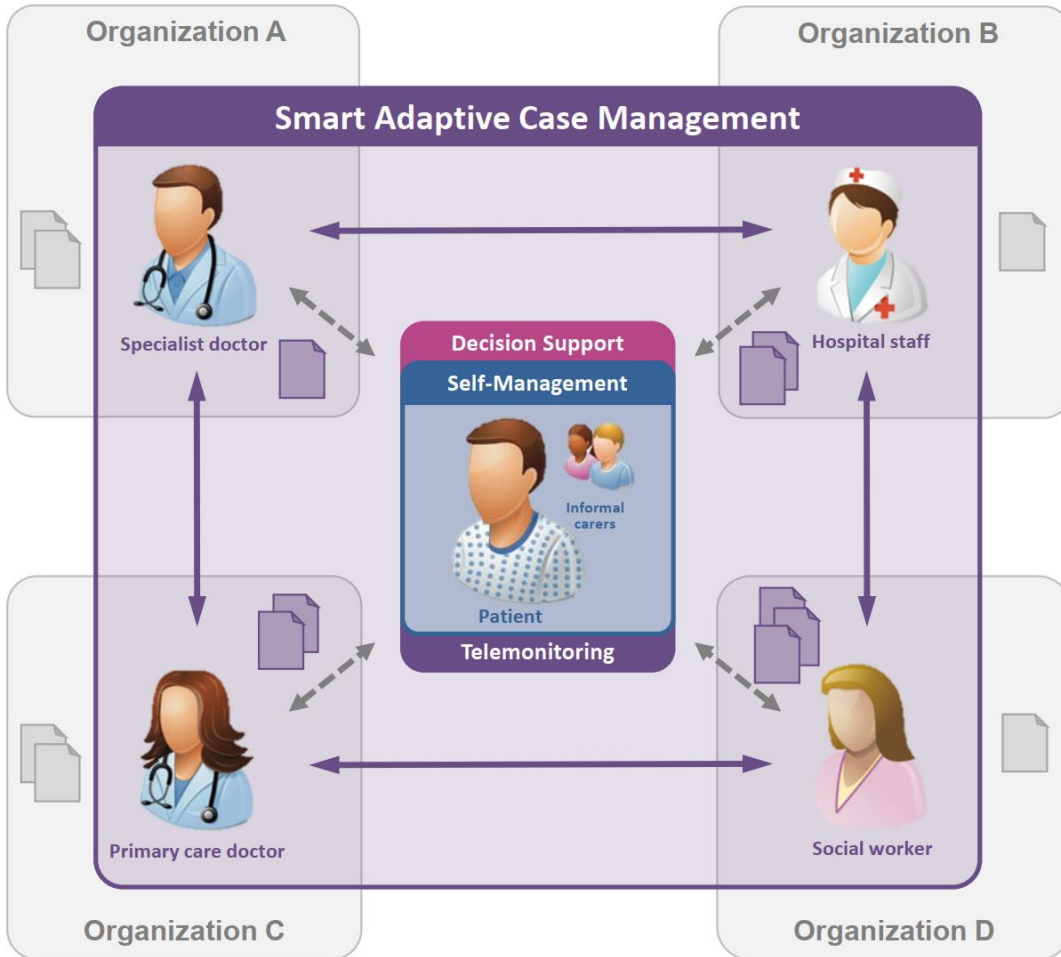 Organization A
Organization B
Smart Adaptive Case Management
Specialist doctor
Hospital staff
Decision Support
Self-Management
Informal
carers
Patient
Telemonitoring
Primary care doctor
Social worker
Organization C
Organization D